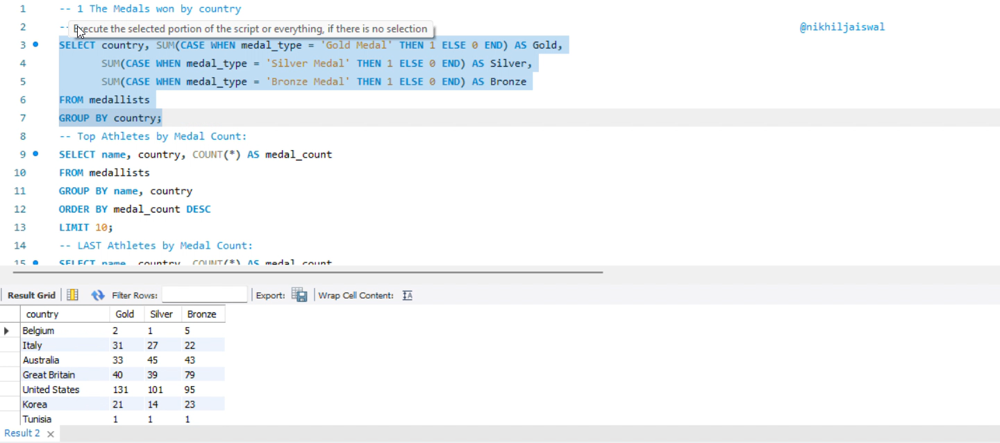 1 -- 1 The Medals won by country
2 --
Execute the selected portion of the script or everything, if there is no selection
@nikhiljaiswal
3 SELECT country, SUM(CASE WHEN medal_type = 'Gold Medal' THEN 1 ELSE 0 END) AS Gold,
4 SUM(CASE WHEN medal_type = 'Silver Medal' THEN 1 ELSE 0 END) AS Silver,
5 SUM(CASE WHEN medal_type = 'Bronze Medal' THEN 1 ELSE 0 END) AS Bronze
6 FROM medallists
7 GROUP BY country;
8 -- Top Athletes by Medal Count:
9 SELECT name, country, COUNT(*) AS medal_count
10 FROM medallists
11 GROUP BY name, country
12 ORDER BY medal_count DESC
13 LIMIT 10;
14 -- LAST Athletes by Medal Count:
15 SELECT name, country, COUNT(*) AS medal_count
Result Grid Filter Rows: Export: Wrap Cell Content: IA
country Gold Silver Bronze
Belgium 2 1 5
Italy 31 27 22
Australia 33 45 43
Great Britain 40 39 79
United States 131 101 95
Korea 21 14 23
Tunisia 1 1 1
Result 2